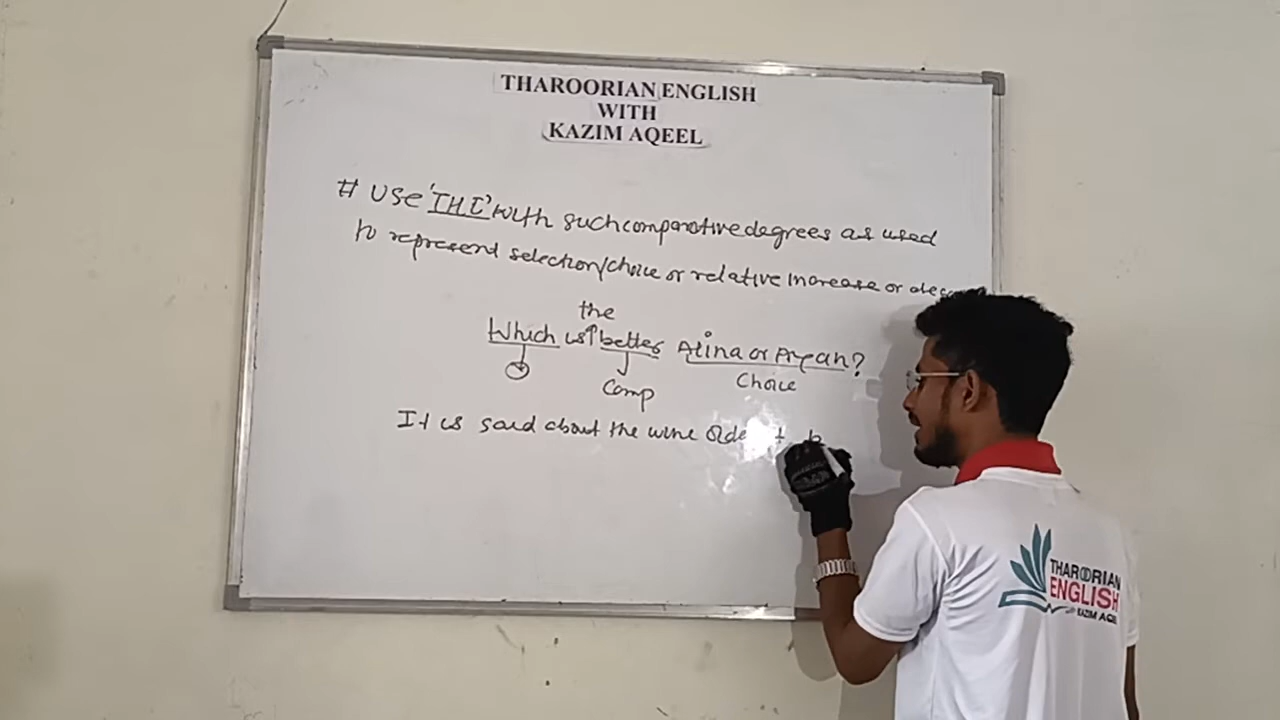 THAROORIAN ENGLISH
WITH
KAZIM AQEEL
# Use 'THE' with such comparative degrees as used
to represent selection/choice or relative increase or
the
Which is better Alina or Aryan?
Comp
Choice
It is said about the wine
THAROORIAN
ENGLISH
KAZIM AQEEL